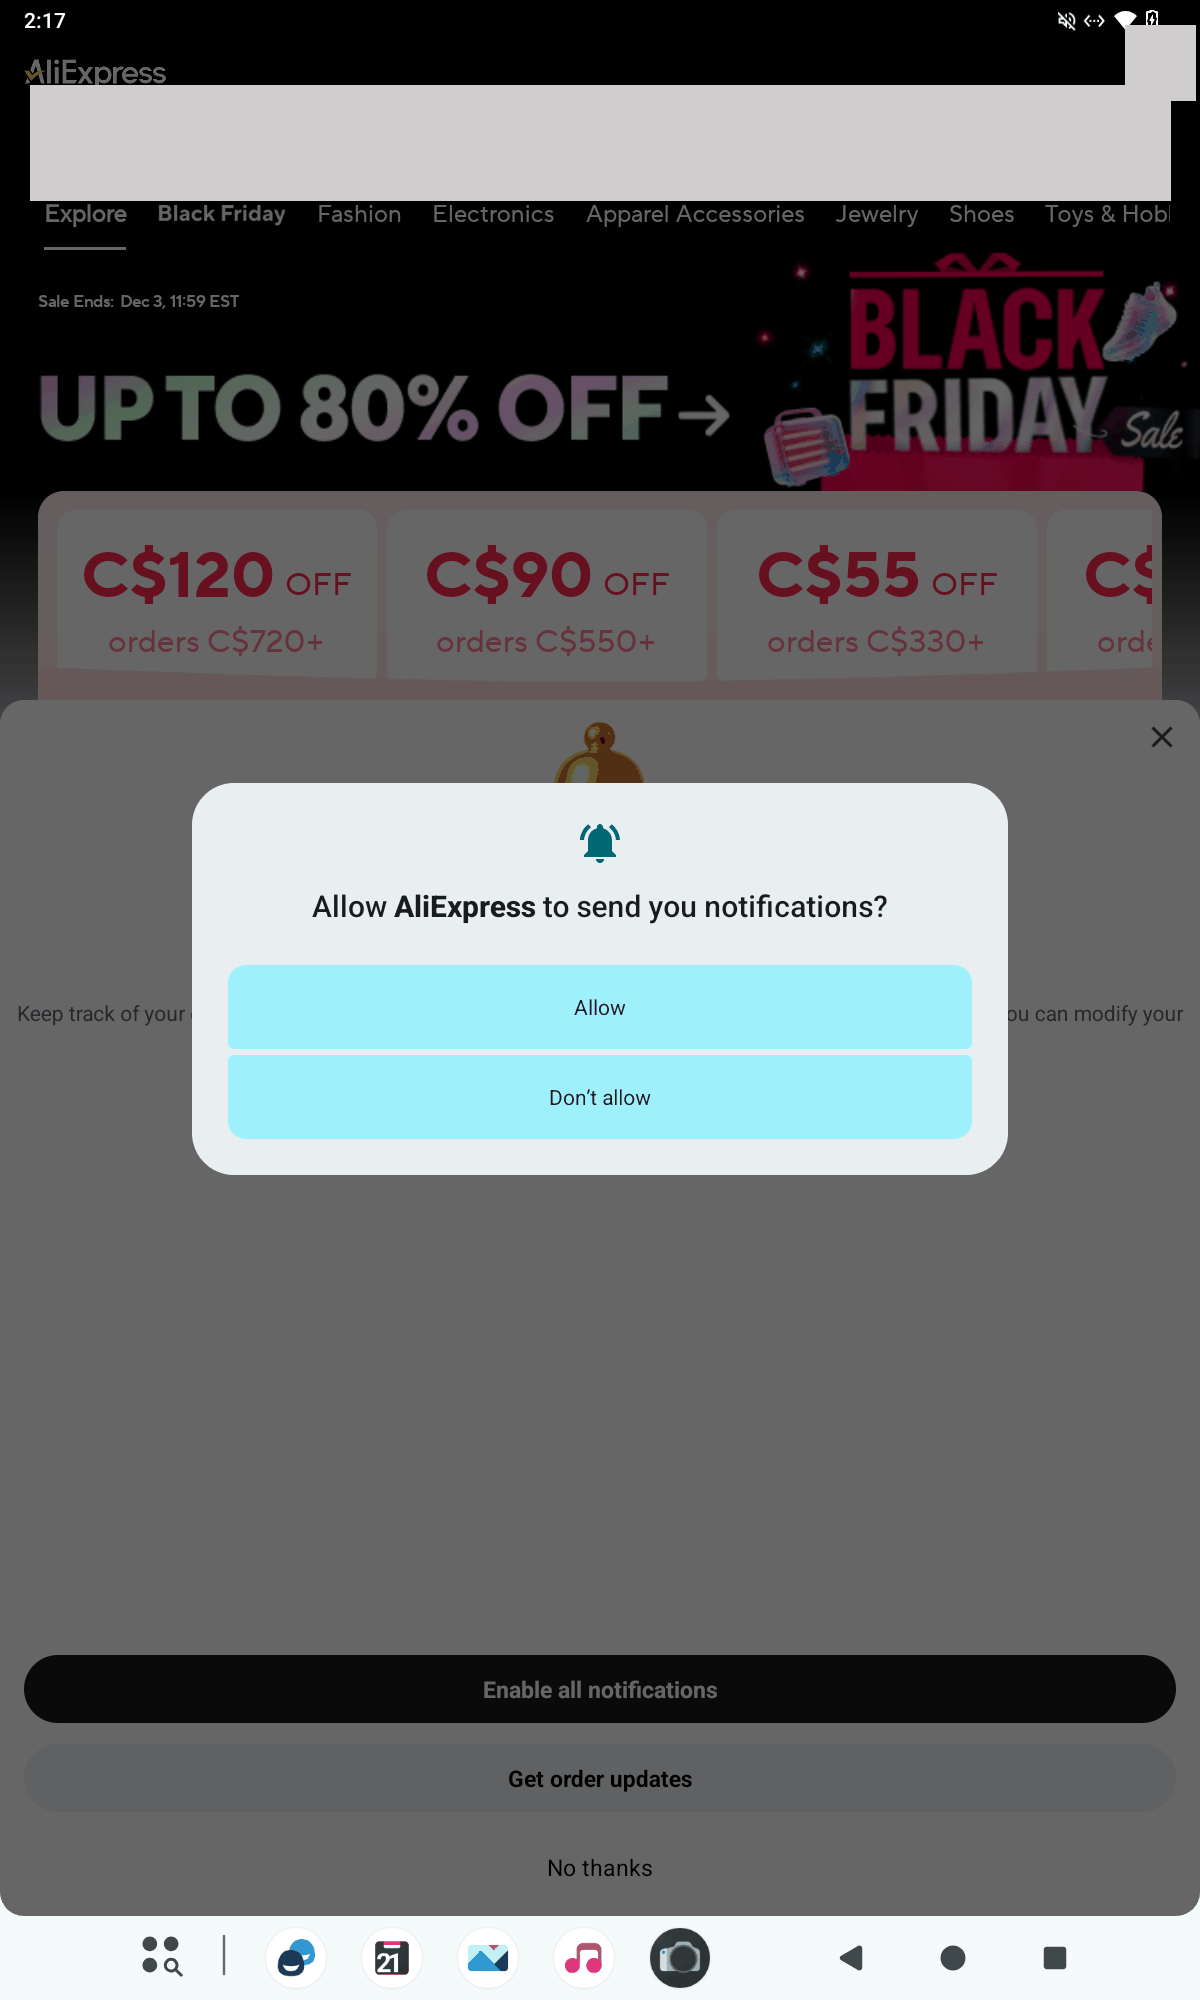 2:17
AliExpress
Explore Black Friday Fashion Electronics Apparel Accessories Jewelry Shoes Toys & Hob
Sale Ends: Dec 3, 11:59 EST
UP TO 80% OFF→
BLACK
FRIDAY
Sale
C$120 OFF
orders C$720+
C$90 OFF
orders C$550+
C$55 OFF
orders C$330+
C$
orde
Allow AliExpress to send you notifications?
Keep track of your
ou can modify your
Allow
Don’t allow
Enable all notifications
Get order updates
No thanks
21